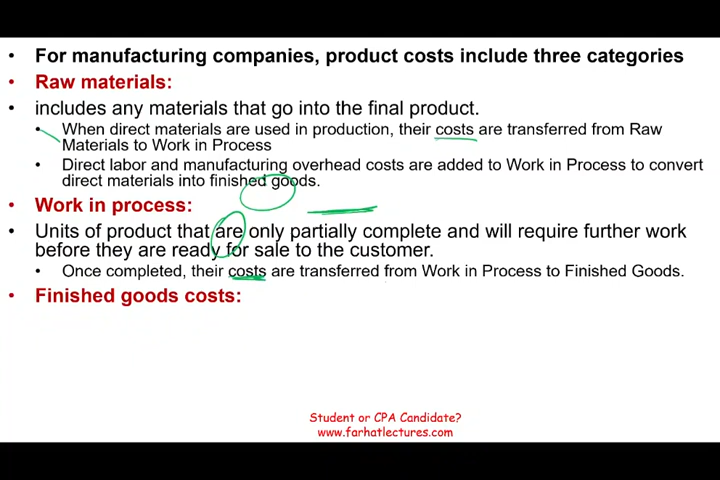 • For manufacturing companies, product costs include three categories
• Raw materials:
• includes any materials that go into the final product.
• When direct materials are used in production, their costs are transferred from Raw
Materials to Work in Process
• Direct labor and manufacturing overhead costs are added to Work in Process to convert
direct materials into finished goods.
• Work in process:
• Units of product that are only partially complete and will require further work
before they are ready for sale to the customer.
• Once completed, their costs are transferred from Work in Process to Finished Goods.
• Finished goods costs:
Student or CPA Candidate?
www.farhatlectures.com